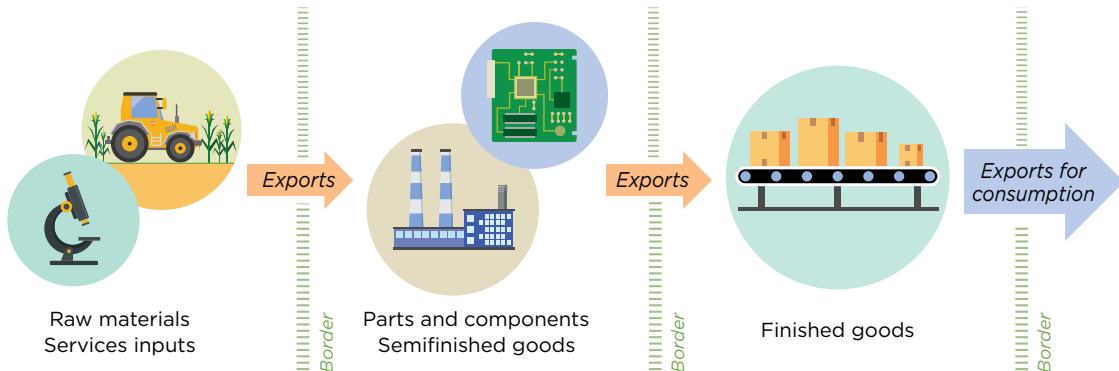 Exports
Exports
Exports for
consumption
Raw materials
Services inputs
Border
Parts and components
Semifinished goods
Border
Finished goods
Border